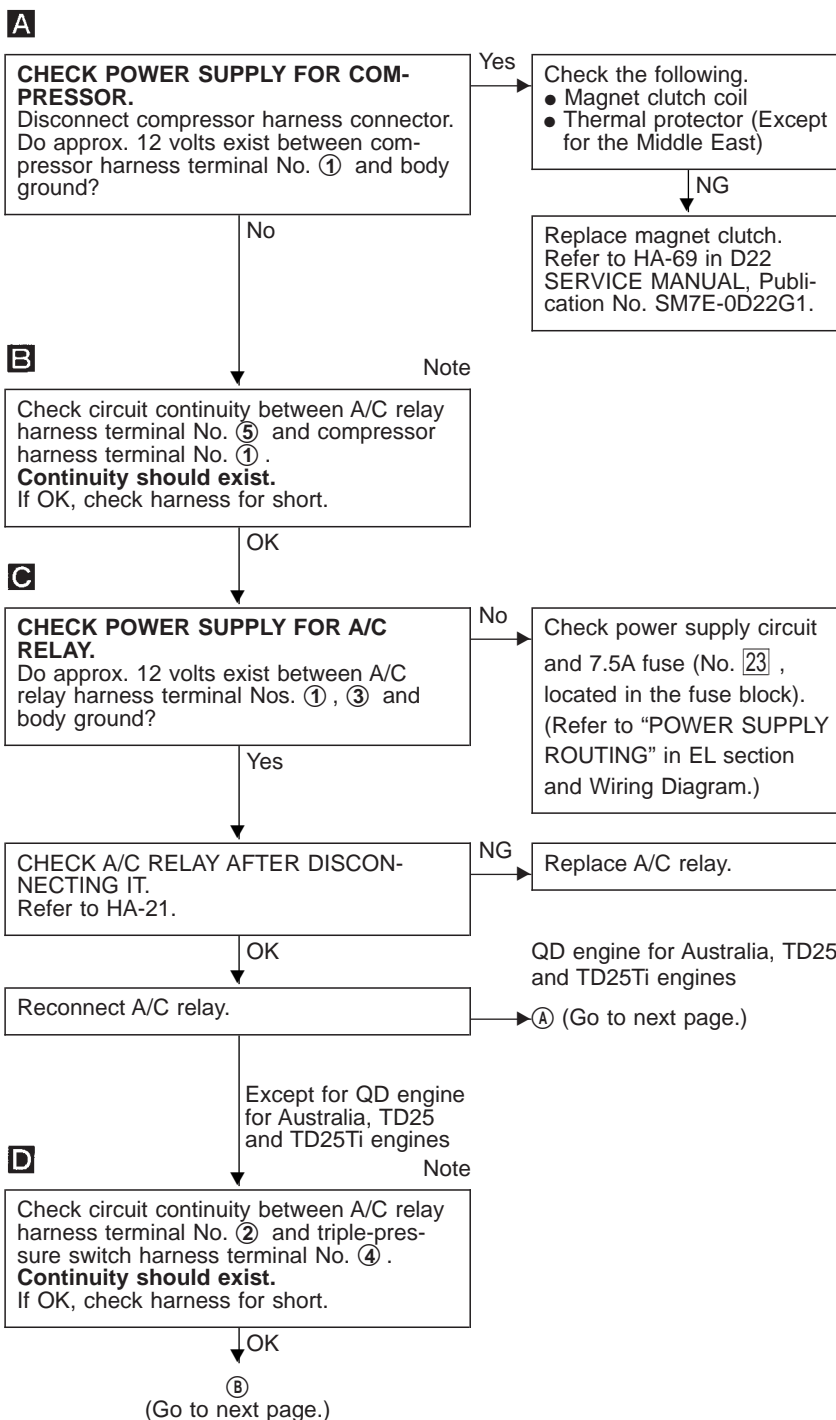 A
CHECK POWER SUPPLY FOR COM-
PRESSOR.
Disconnect compressor harness connector.
Do approx. 12 volts exist between com-
pressor harness terminal No. ① and body
ground?
Yes
Check the following.
● Magnet clutch coil
● Thermal protector (Except
for the Middle East)
NG
Replace magnet clutch.
Refer to HA-69 in D22
SERVICE MANUAL, Publi-
cation No. SM7E-0D22G1.
No
B
Note
Check circuit continuity between A/C relay
harness terminal No. ⑤ and compressor
harness terminal No. ① .
Continuity should exist.
If OK, check harness for short.
OK
C
CHECK POWER SUPPLY FOR A/C
RELAY.
Do approx. 12 volts exist between A/C
relay harness terminal Nos. ① , ③ and
body ground?
No
Check power supply circuit
and 7.5A fuse (No. 23 ,
located in the fuse block).
(Refer to “POWER SUPPLY
ROUTING” in EL section
and Wiring Diagram.)
Yes
CHECK A/C RELAY AFTER DISCON-
NECTING IT.
Refer to HA-21.
NG
Replace A/C relay.
OK
QD engine for Australia, TD25
and TD25Ti engines
Reconnect A/C relay.
Ⓐ (Go to next page.)
Except for QD engine
for Australia, TD25
and TD25Ti engines
D
Note
Check circuit continuity between A/C relay
harness terminal No. ② and triple-pres-
sure switch harness terminal No. ④ .
Continuity should exist.
If OK, check harness for short.
OK
Ⓑ
(Go to next page.)